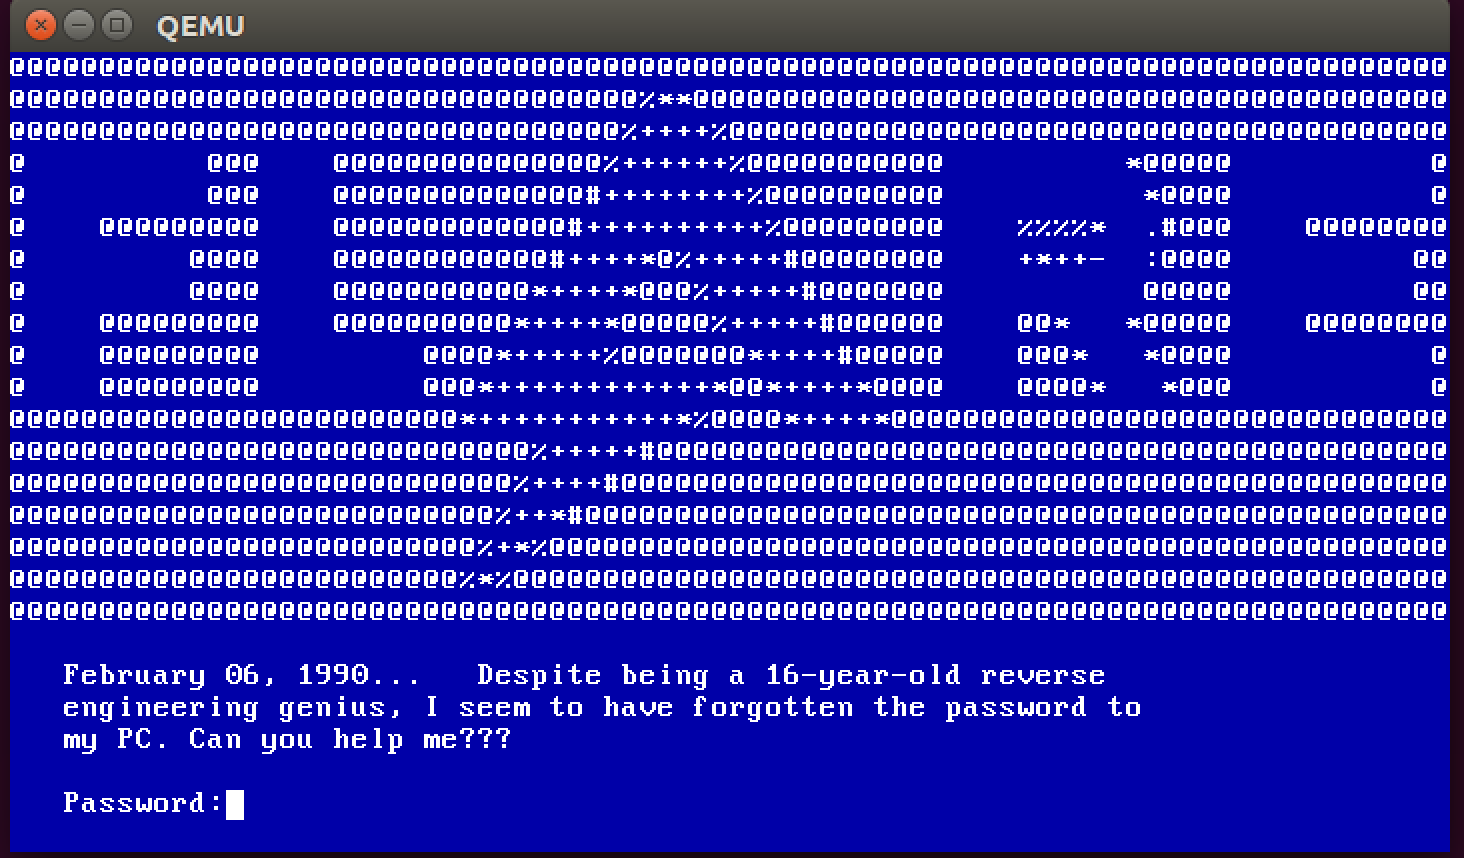 QEMU
FLARE
February 06, 1990...   Despite being a 16-year-old reverse
engineering genius, I seem to have forgotten the password to
my PC. Can you help me???
Password: